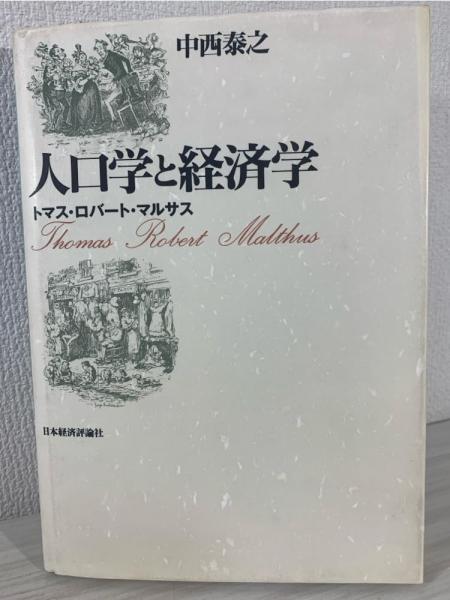 中西泰之
人口学と経済学
トマス・ロバート・マルサス
Thomas Robert Malthus
日本経済評論社